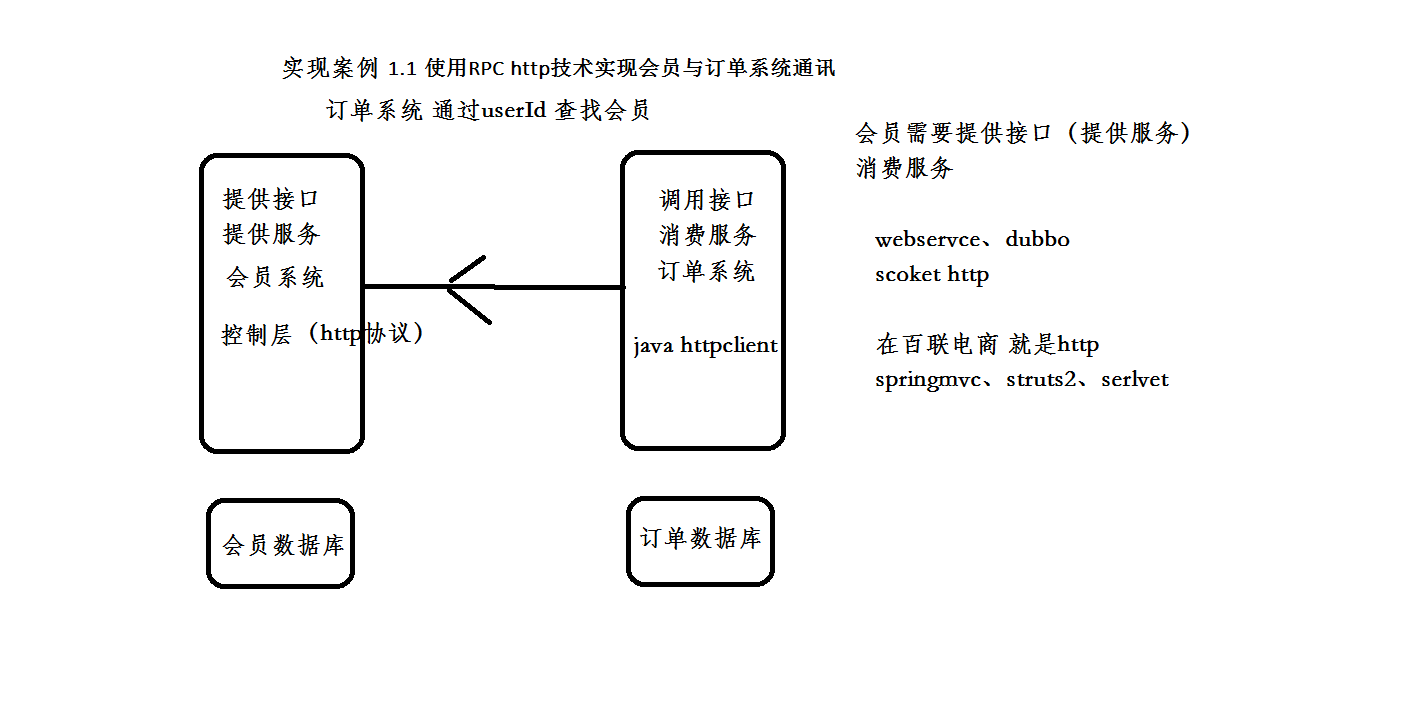 实现案例 1.1 使用RPC http技术实现会员与订单系统通讯
订单系统 通过userId 查找会员
提供接口
提供服务
会员系统
控制层（http协议）
调用接口
消费服务
订单系统
java httpclient
会员需要提供接口（提供服务）
消费服务
webservce、dubbo
scoket http
在百联电商 就是http
springmvc、struts2、serlvet
会员数据库
订单数据库